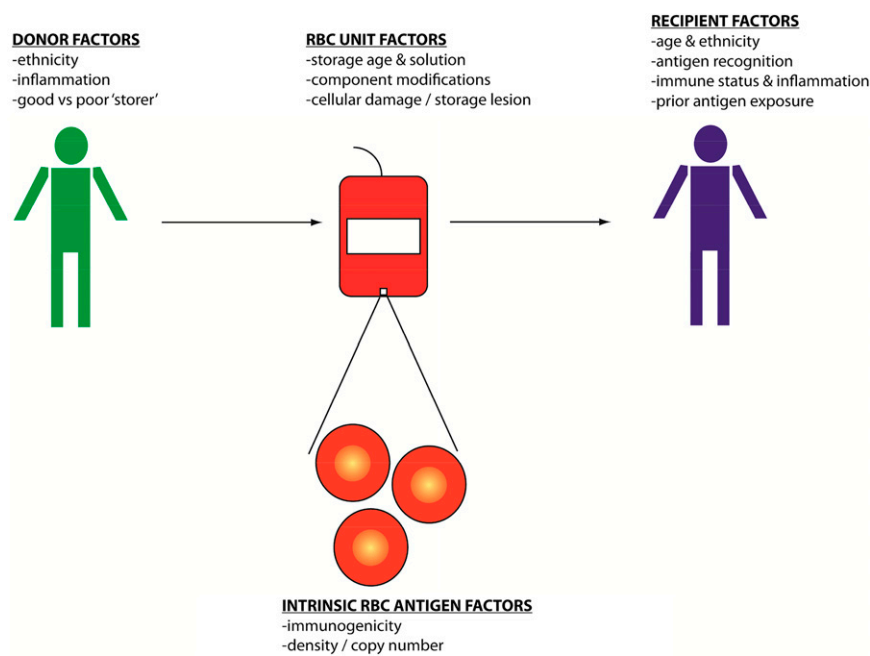 DONOR FACTORS
-ethnicity
-inflammation
-good vs poor 'storer'
RBC UNIT FACTORS
-storage age & solution
-component modifications
-cellular damage / storage lesion
RECIPIENT FACTORS
-age & ethnicity
-antigen recognition
-immune status & inflammation
-prior antigen exposure
INTRINSIC RBC ANTIGEN FACTORS
-immunogenicity
-density / copy number